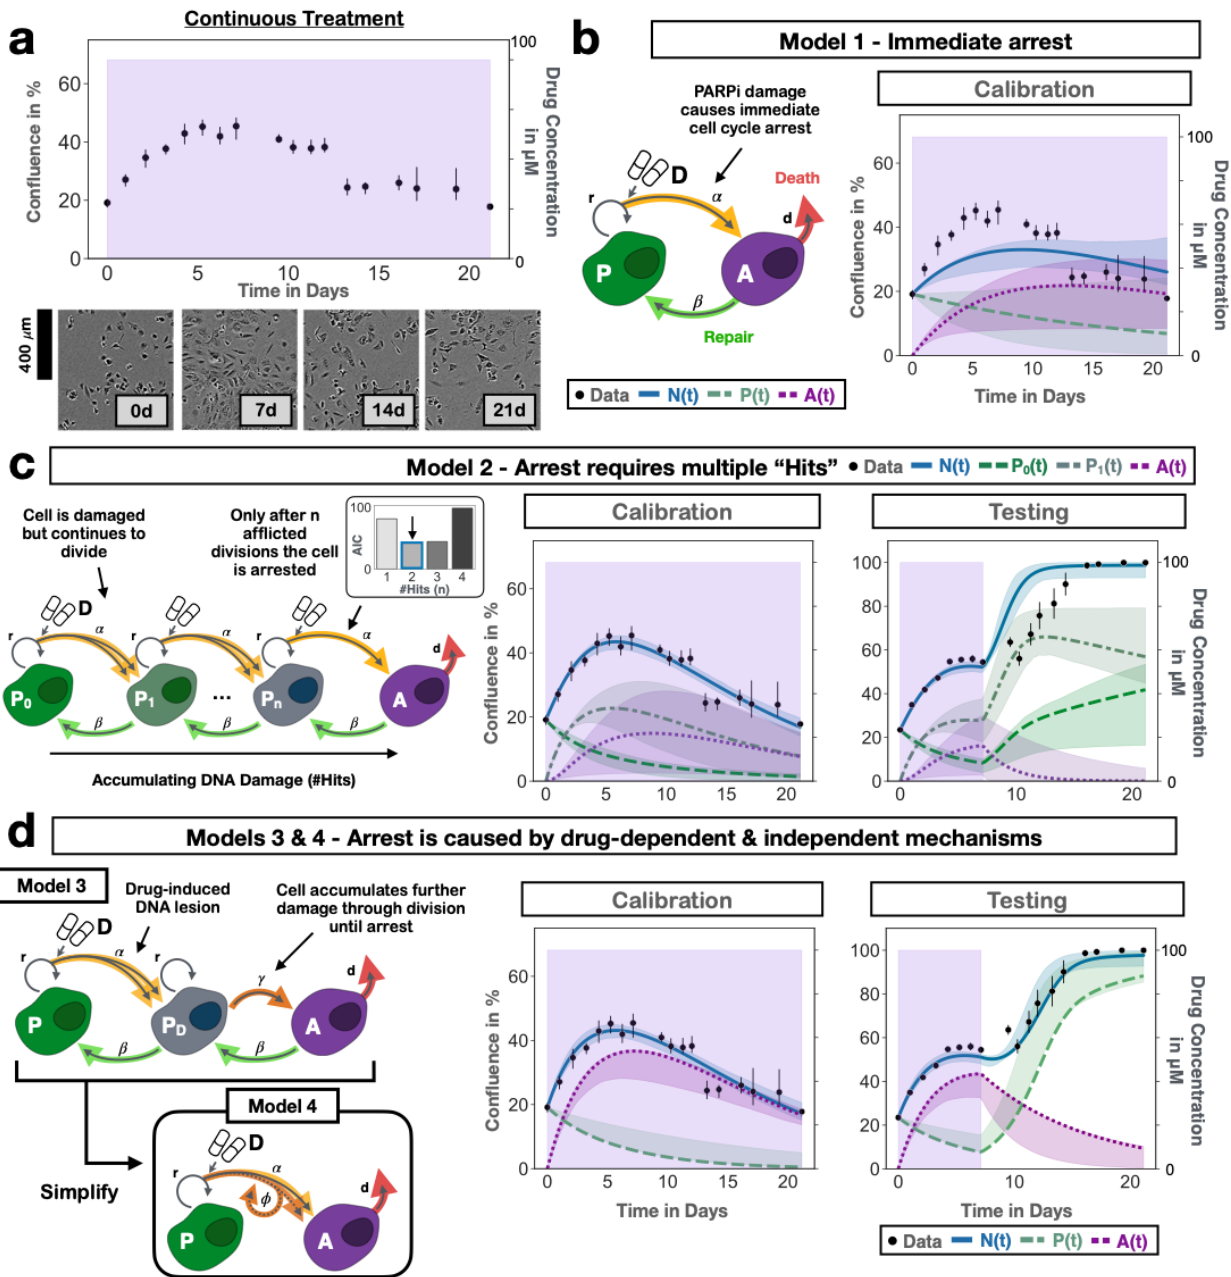 a
Continuous Treatment
Confluence in %
60
40
20
0
0
5
10
15
20
Time in Days
100
0
Drug Concentration
in µM
400 µm
0d
7d
14d
21d
b
Model 1 - Immediate arrest
PARPi damage
causes immediate
cell cycle arrest
D
r
α
Death
d
P
A
β
Repair
Calibration
Confluence in %
60
40
20
0
0
5
10
15
20
Time in Days
100
0
Drug Concentration
in µM
Data N(t) P(t) A(t)
c
Model 2 - Arrest requires multiple “Hits”
Data N(t) P₀(t) P₁(t) A(t)
Cell is damaged
but continues to
divide
Only after n
afflicted
divisions the cell
is arrested
100
AIC
0
1 2 3 4
#Hits (n)
D
r
α
r
α
r
α
d
P₀
P₁
...
Pₙ
A
β
β
β
Accumulating DNA Damage (#Hits)
Calibration
Confluence in %
60
40
20
0
0 5 10 15 20
Testing
100
80
60
40
20
0
0 10 20
100
0
Drug Concentration
in µM
d
Models 3 & 4 - Arrest is caused by drug-dependent & independent mechanisms
Model 3
Drug-induced
DNA lesion
Cell accumulates further
damage through division
until arrest
D
r
α
r
γ
d
P
P_D
A
β
β
Simplify
Model 4
D
r
α
ϕ
d
P
A
Calibration
Confluence in %
60
40
20
0
0 5 10 15 20
Time in Days
Testing
100
80
60
40
20
0
0 10 20
Time in Days
100
0
Drug Concentration
in µM
Data N(t) P(t) A(t)